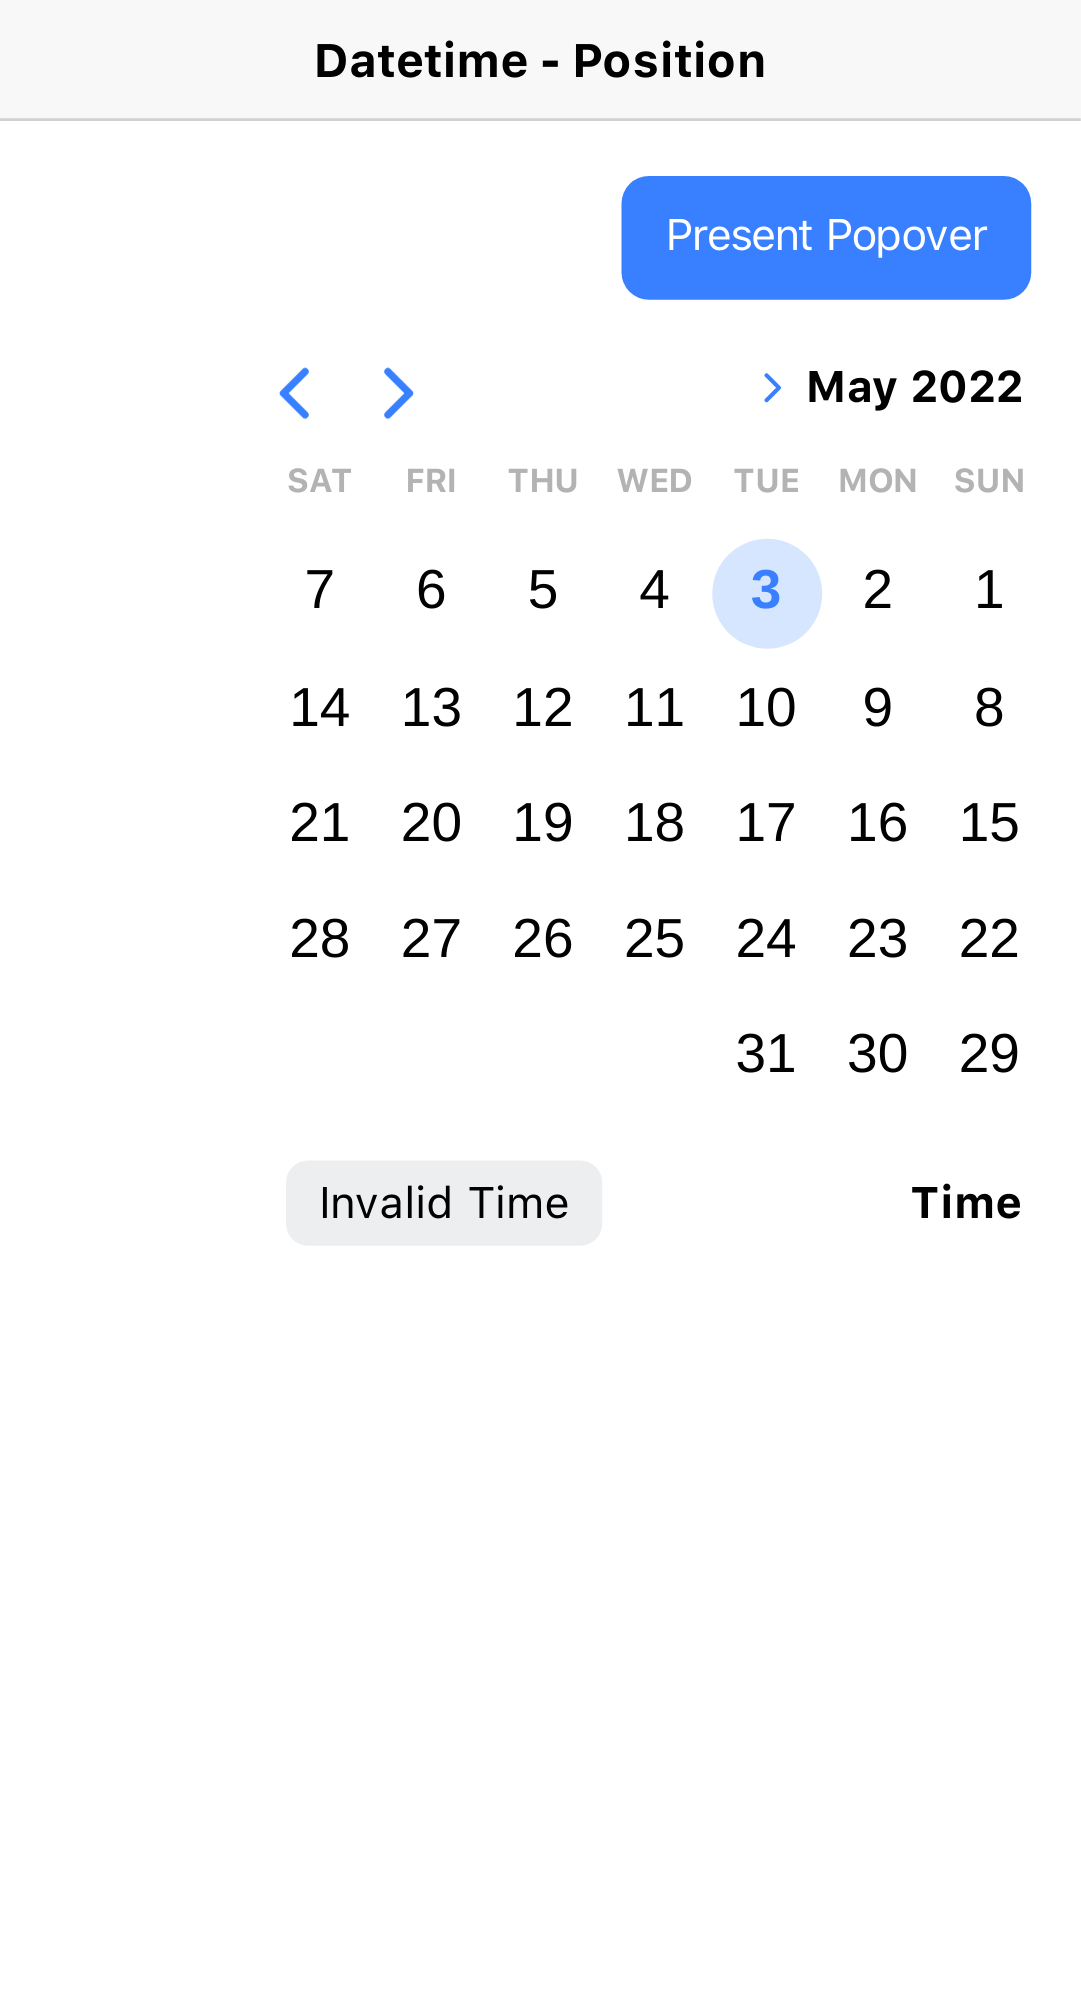 Datetime - Position
Present Popover
May 2022
SAT FRI THU WED TUE MON SUN
7 6 5 4 3 2 1
14 13 12 11 10 9 8
21 20 19 18 17 16 15
28 27 26 25 24 23 22
31 30 29
Invalid Time Time